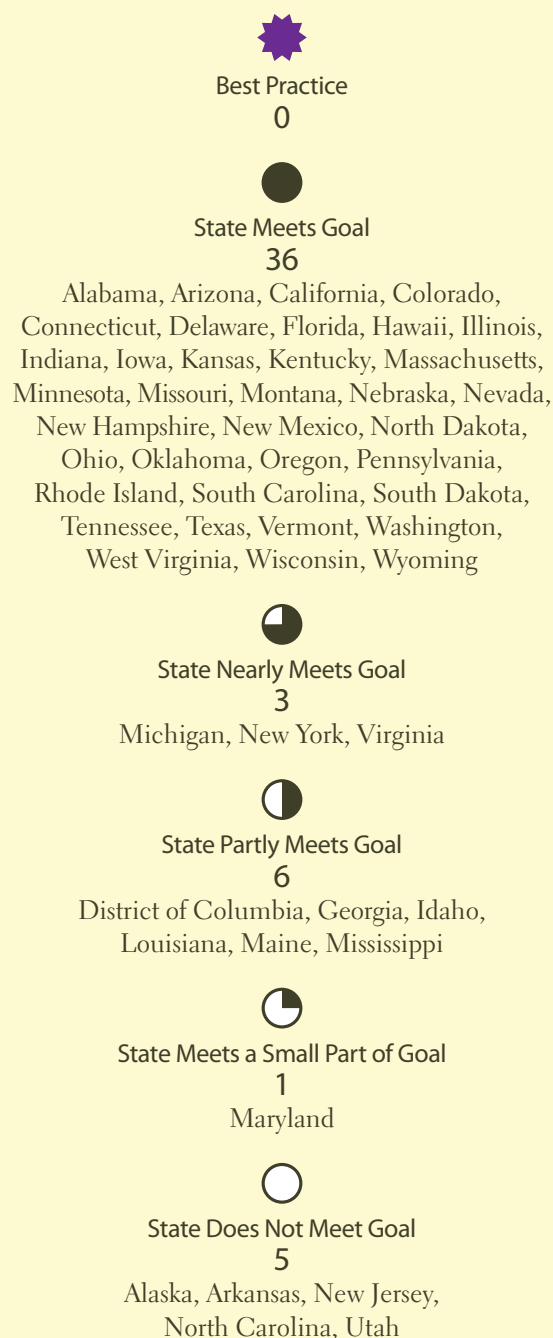 Best Practice
0
State Meets Goal
36
Alabama, Arizona, California, Colorado,
Connecticut, Delaware, Florida, Hawaii, Illinois,
Indiana, Iowa, Kansas, Kentucky, Massachusetts,
Minnesota, Missouri, Montana, Nebraska, Nevada,
New Hampshire, New Mexico, North Dakota,
Ohio, Oklahoma, Oregon, Pennsylvania,
Rhode Island, South Carolina, South Dakota,
Tennessee, Texas, Vermont, Washington,
West Virginia, Wisconsin, Wyoming
State Nearly Meets Goal
3
Michigan, New York, Virginia
State Partly Meets Goal
6
District of Columbia, Georgia, Idaho,
Louisiana, Maine, Mississippi
State Meets a Small Part of Goal
1
Maryland
State Does Not Meet Goal
5
Alaska, Arkansas, New Jersey,
North Carolina, Utah